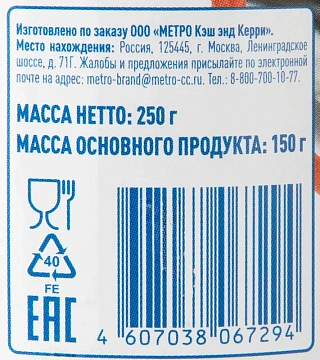 Изготовлено по заказу ООО «МЕТРО Кэш энд Керри».
Место нахождения: Россия, 125445, г. Москва, Ленинградское
шоссе, д. 71Г. Жалобы и предложения присылайте по электронной
почте на адрес: metro-brand@metro-cc.ru. Тел.: 8-800-700-10-77.
МАССА НЕТТО: 250 г
МАССА ОСНОВНОГО ПРОДУКТА: 150 г
40
FE
EAC
4 607038 067294